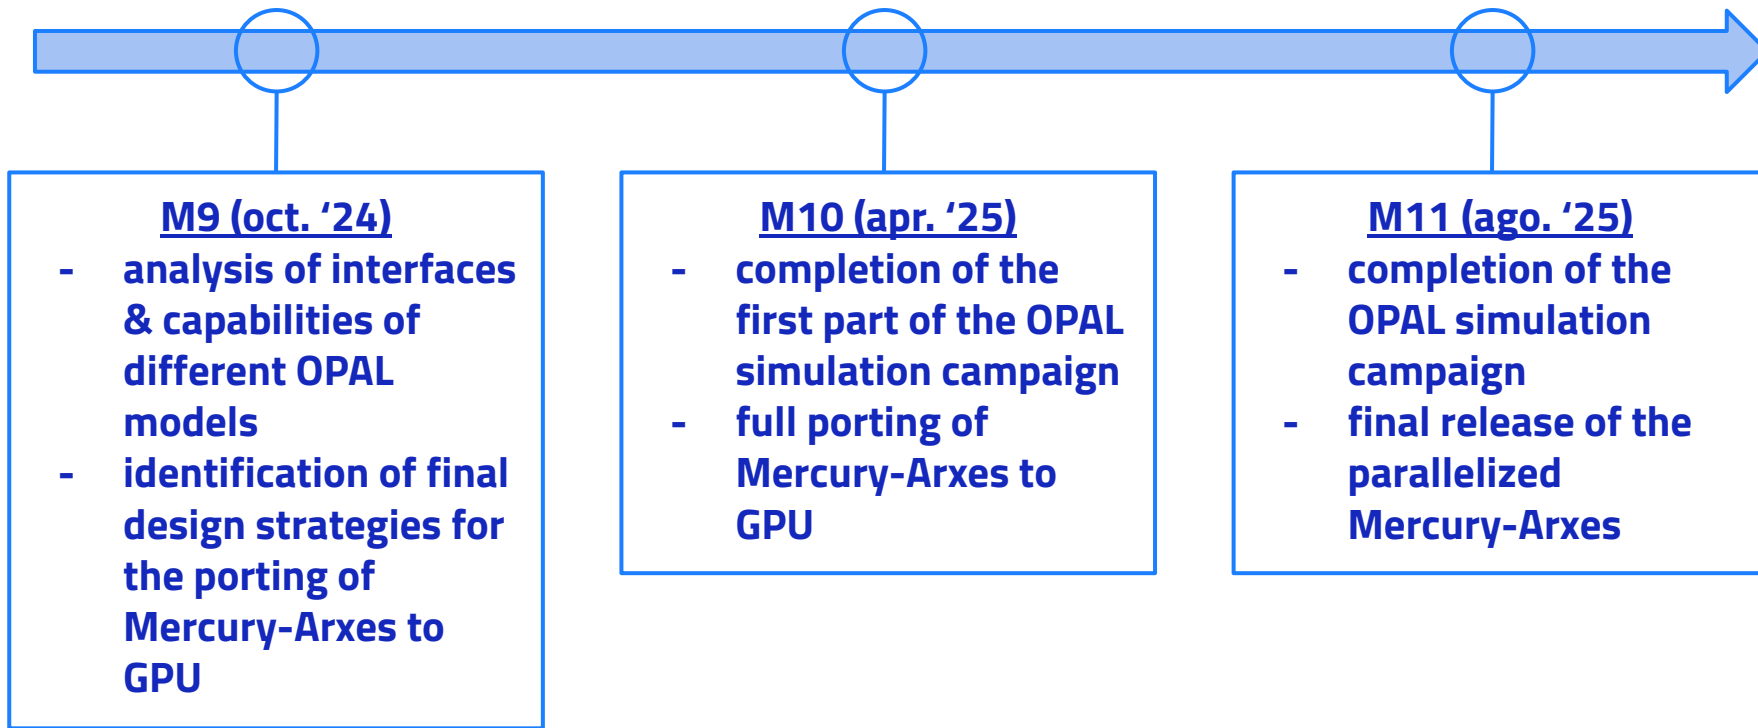 M9 (oct. ‘24)
- analysis of interfaces
& capabilities of
different OPAL
models
- identification of final
design strategies for
the porting of
Mercury-Arxes to
GPU
M10 (apr. ‘25)
- completion of the
first part of the OPAL
simulation campaign
- full porting of
Mercury-Arxes to
GPU
M11 (ago. ‘25)
- completion of the
OPAL simulation
campaign
- final release of the
parallelized
Mercury-Arxes